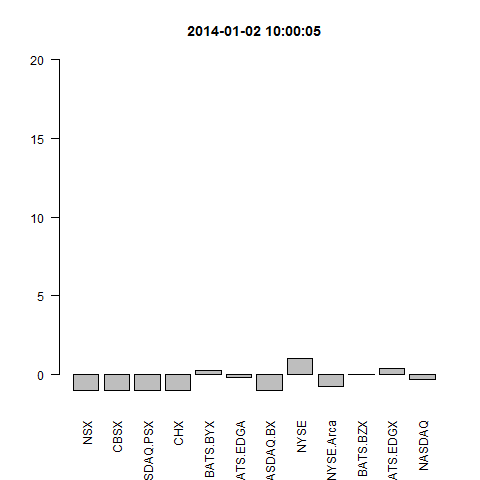 2014-01-02 10:00:05
20
15
10
5
0
NSX
CBSX
SDAQ.PSX
CHX
BATS.BYX
ATS.EDGA
ASDAQ.BX
NYSE
NYSE.Arca
BATS.BZX
ATS.EDGX
NASDAQ